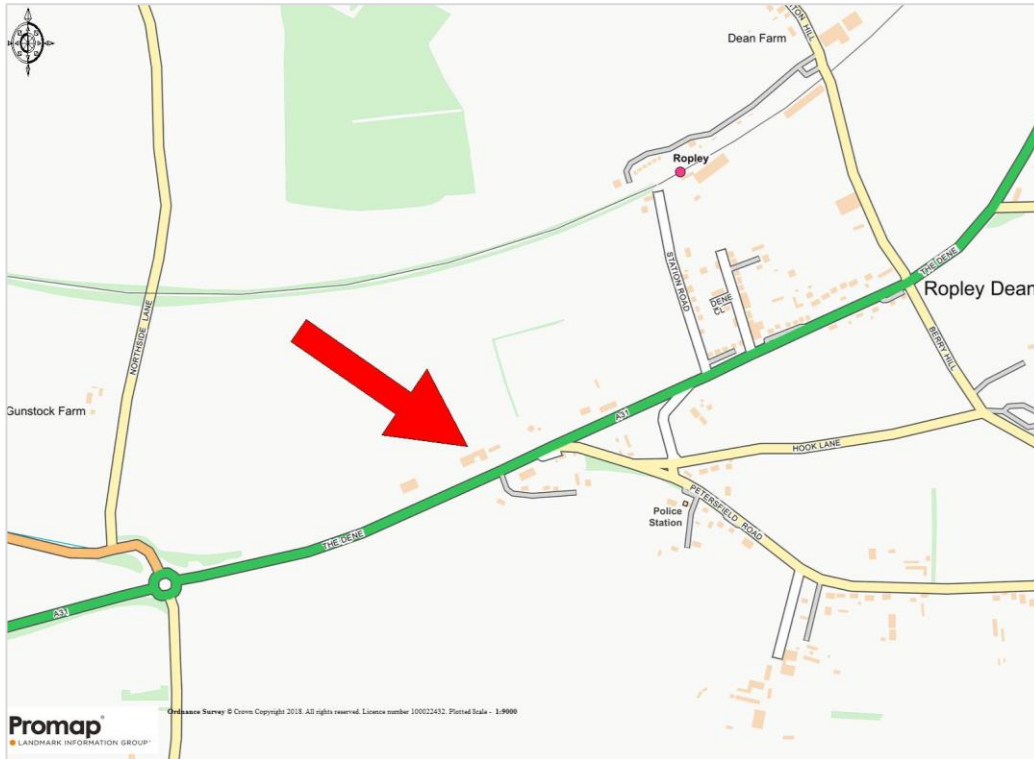 TON HILL
Dean Farm
Ropley
THE DENE
STATION ROAD
DENE
CL
Ropley Dean
NORTHSIDE LANE
BERRY HILL
Gunstock Farm
A31
HOOK LANE
PETERSFIELD ROAD
Police
Station
THE DENE
A31
Promap
LANDMARK INFORMATION GROUP
Ordnance Survey © Crown Copyright 2018. All rights reserved. Licence number 100022432. Plotted Scale - 1:9000